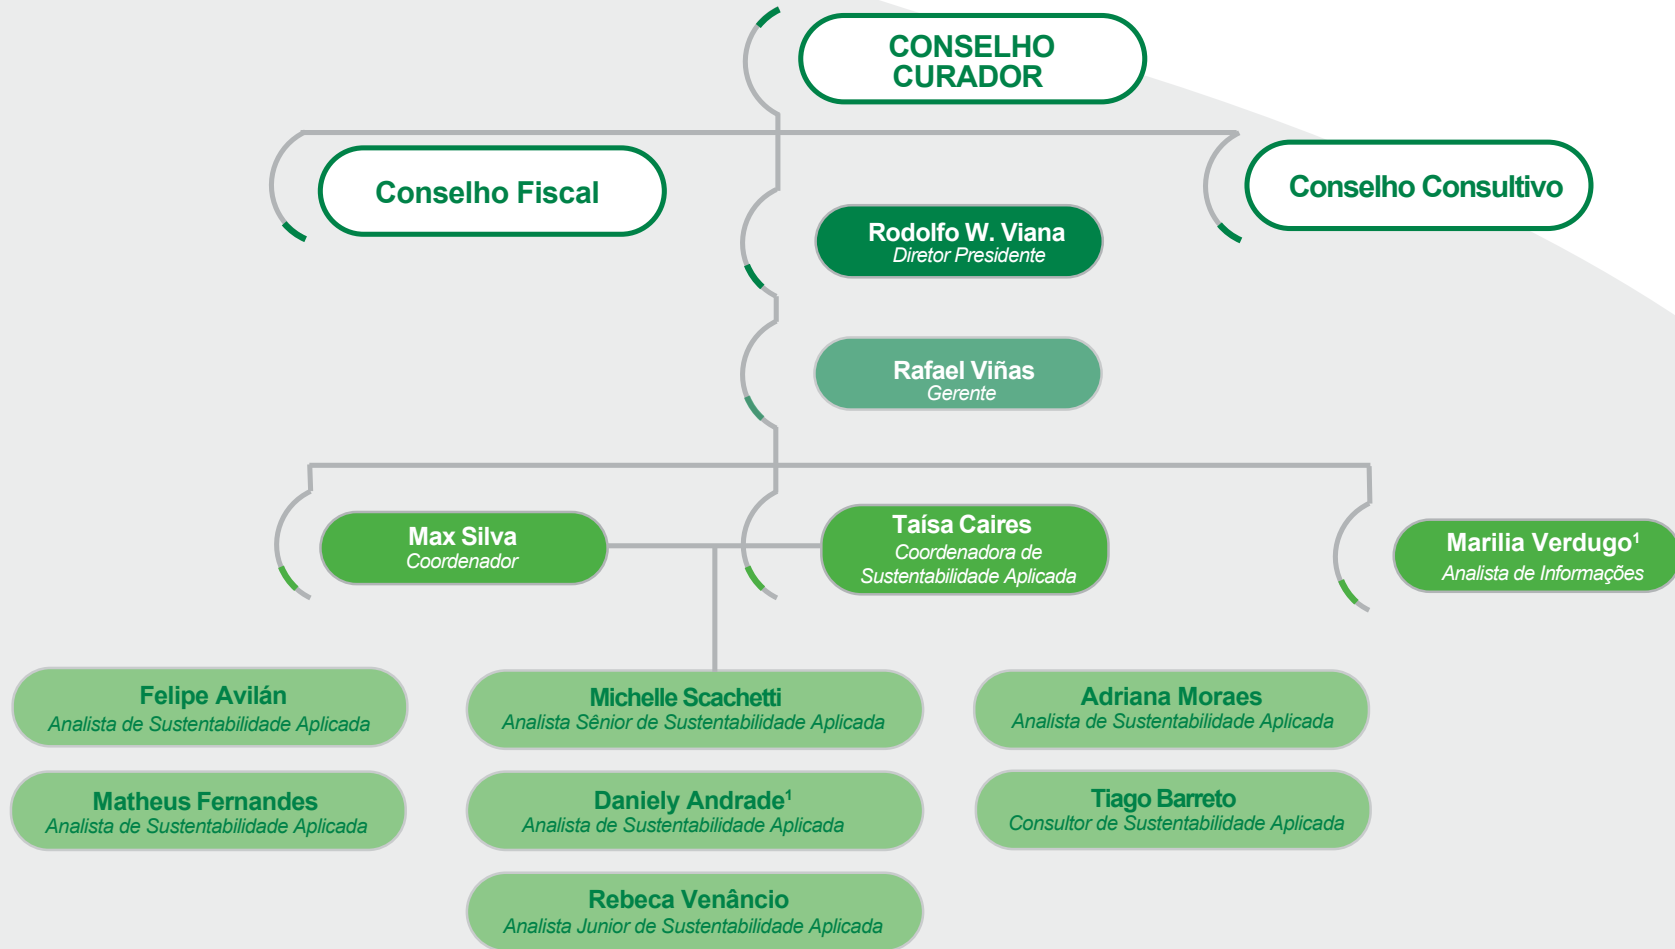 CONSELHO
CURADOR
Conselho Fiscal
Conselho Consultivo
Rodolfo W. Viana
Diretor Presidente
Rafael Viñas
Gerente
Max Silva
Coordenador
Taísa Caires
Coordenadora de
Sustentabilidade Aplicada
Marilia Verdugo¹
Analista de Informações
Felipe Avilán
Analista de Sustentabilidade Aplicada
Michelle Scachetti
Analista Sênior de Sustentabilidade Aplicada
Adriana Moraes
Analista de Sustentabilidade Aplicada
Matheus Fernandes
Analista de Sustentabilidade Aplicada
Daniely Andrade¹
Analista de Sustentabilidade Aplicada
Tiago Barreto
Consultor de Sustentabilidade Aplicada
Rebeca Venâncio
Analista Junior de Sustentabilidade Aplicada